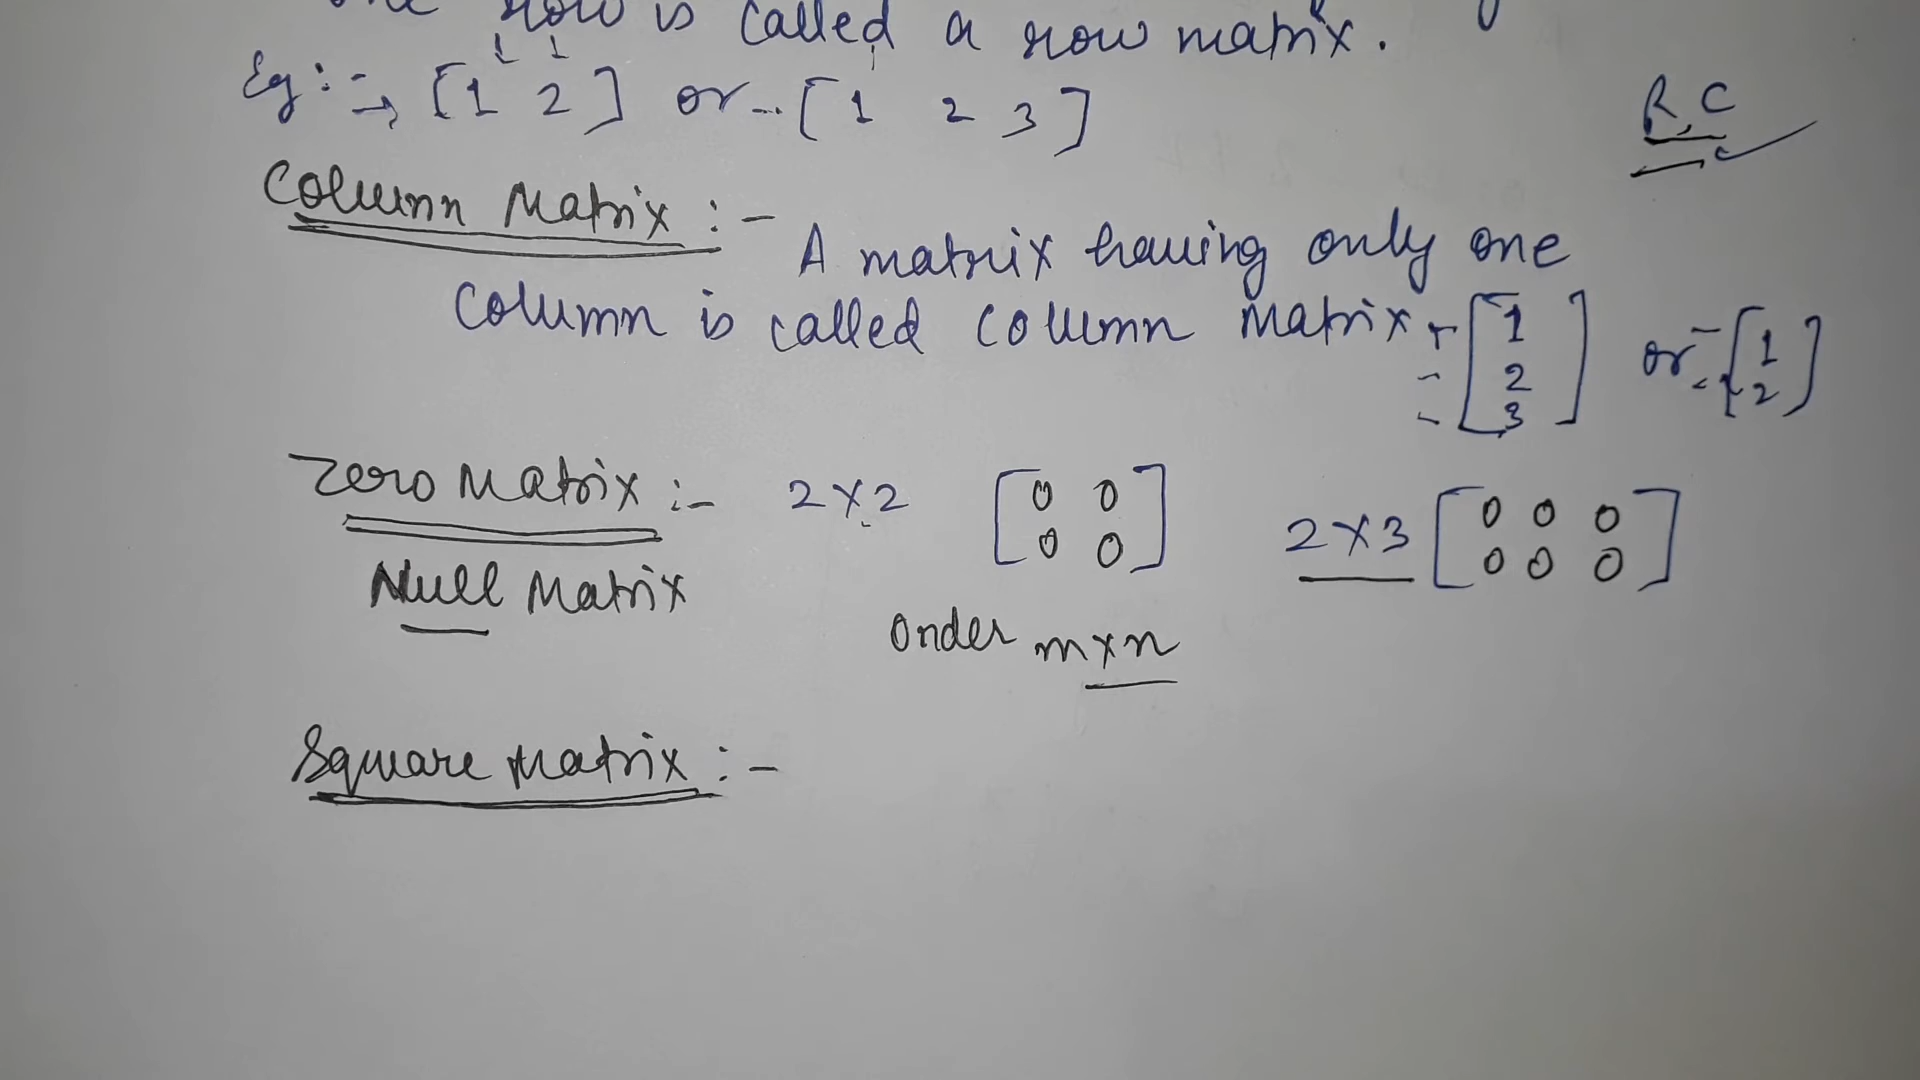 row is called a row matrix.
Eg:- → [1 2] or [1 2 3]
R, C
Column Matrix :- A matrix having only one
Column is called column Matrix [1 2 3] or [1 2]
Zero Matrix :- 2×2 [0 0 0 0] 2×3 [0 0 0 0 0 0]
Null Matrix
Order m×n
Square Matrix :-